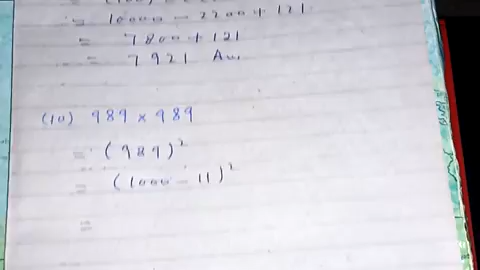 = 10000 - 2200 + 121
= 7800 + 121
= 7921 Ans
(10) 989 x 989
= (989)²
= (1000 - 11)²
=